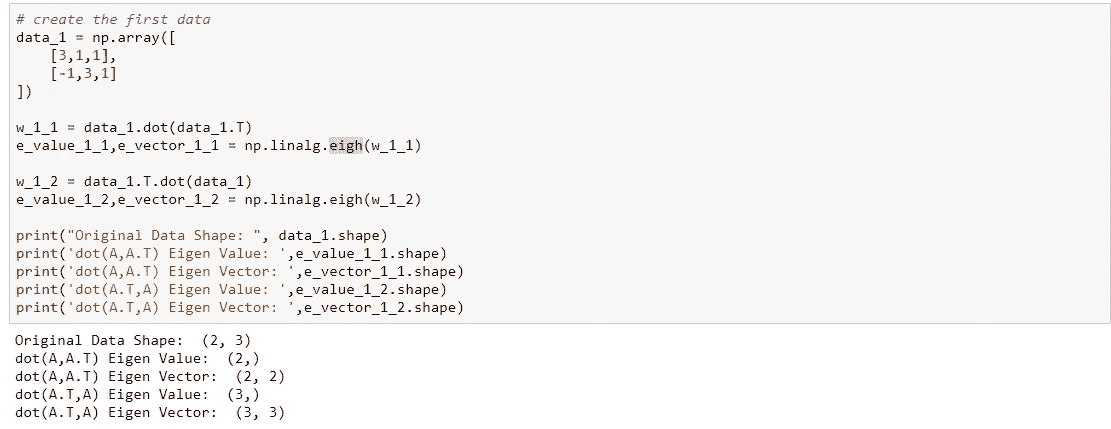 # create the first data
data_1 = np.array([
    [3,1,1],
    [-1,3,1]
])
w_1_1 = data_1.dot(data_1.T)
e_value_1_1,e_vector_1_1 = np.linalg.eigh(w_1_1)
w_1_2 = data_1.T.dot(data_1)
e_value_1_2,e_vector_1_2 = np.linalg.eigh(w_1_2)
print("Original Data Shape: ", data_1.shape)
print('dot(A,A.T) Eigen Value: ',e_value_1_1.shape)
print('dot(A,A.T) Eigen Vector: ',e_vector_1_1.shape)
print('dot(A.T,A) Eigen Value: ',e_value_1_2.shape)
print('dot(A.T,A) Eigen Vector: ',e_vector_1_2.shape)
Original Data Shape:  (2, 3)
dot(A,A.T) Eigen Value:  (2,)
dot(A,A.T) Eigen Vector:  (2, 2)
dot(A.T,A) Eigen Value:  (3,)
dot(A.T,A) Eigen Vector:  (3, 3)